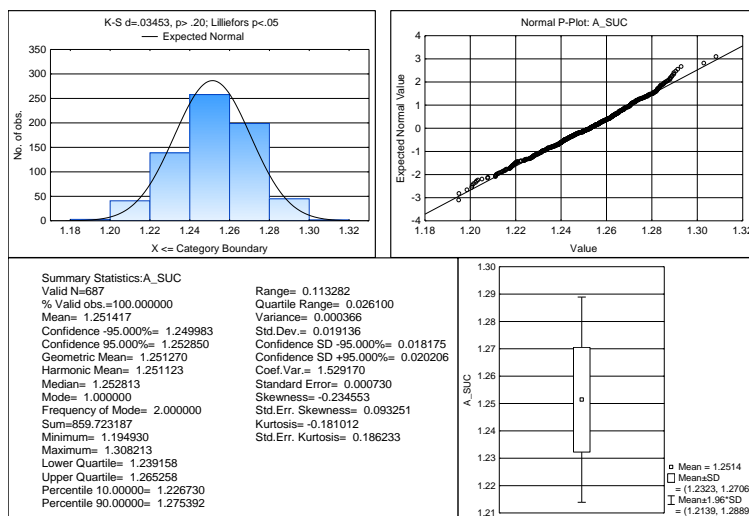 K-S d=.03453, p> .20; Lilliefors p<.05
Expected Normal
350
300
250
200
150
100
50
0
No. of obs.
1.18 1.20 1.22 1.24 1.26 1.28 1.30 1.32
X <= Category Boundary
Normal P-Plot: A_SUC
4
3
2
1
0
-1
-2
-3
-4
Expected Normal Value
1.18 1.20 1.22 1.24 1.26 1.28 1.30 1.32
Value
Summary Statistics:A_SUC
Valid N=687
% Valid obs.=100.000000
Mean= 1.251417
Confidence -95.000%= 1.249983
Confidence 95.000%= 1.252850
Geometric Mean= 1.251270
Harmonic Mean= 1.251123
Median= 1.252813
Mode= 1.000000
Frequency of Mode= 2.000000
Sum=859.723187
Minimum= 1.194930
Maximum= 1.308213
Lower Quartile= 1.239158
Upper Quartile= 1.265258
Percentile 10.00000= 1.226730
Percentile 90.00000= 1.275392
Range= 0.113282
Quartile Range= 0.026100
Variance= 0.000366
Std.Dev.= 0.019136
Confidence SD -95.000%= 0.018175
Confidence SD +95.000%= 0.020206
Coef.Var.= 1.529170
Standard Error= 0.000730
Skewness= -0.234553
Std.Err. Skewness= 0.093251
Kurtosis= -0.181012
Std.Err. Kurtosis= 0.186233
1.30
1.29
1.28
1.27
1.26
1.25
1.24
1.23
1.22
1.21
A_SUC
Mean = 1.2514
Mean±SD
= (1.2323, 1.2706
Mean±1.96*SD
= (1.2139, 1.2889